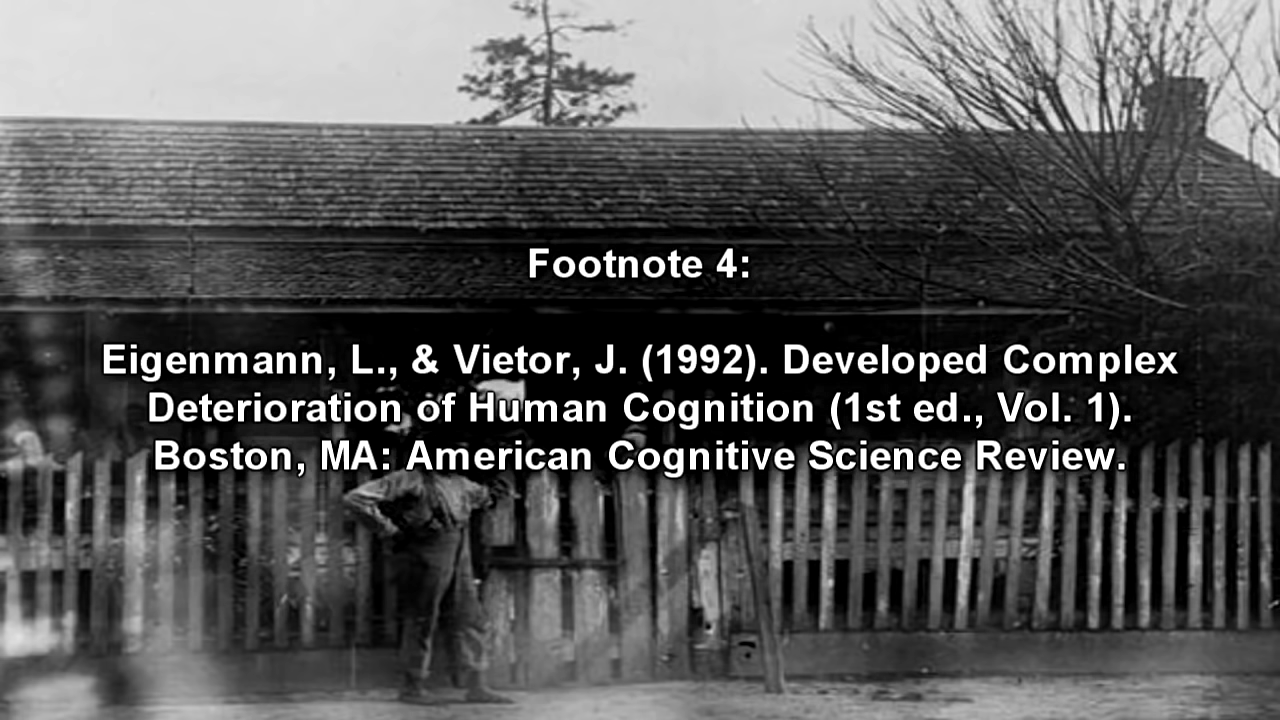 Footnote 4:
Eigenmann, L., & Vietor, J. (1992). Developed Complex
Deterioration of Human Cognition (1st ed., Vol. 1).
Boston, MA: American Cognitive Science Review.